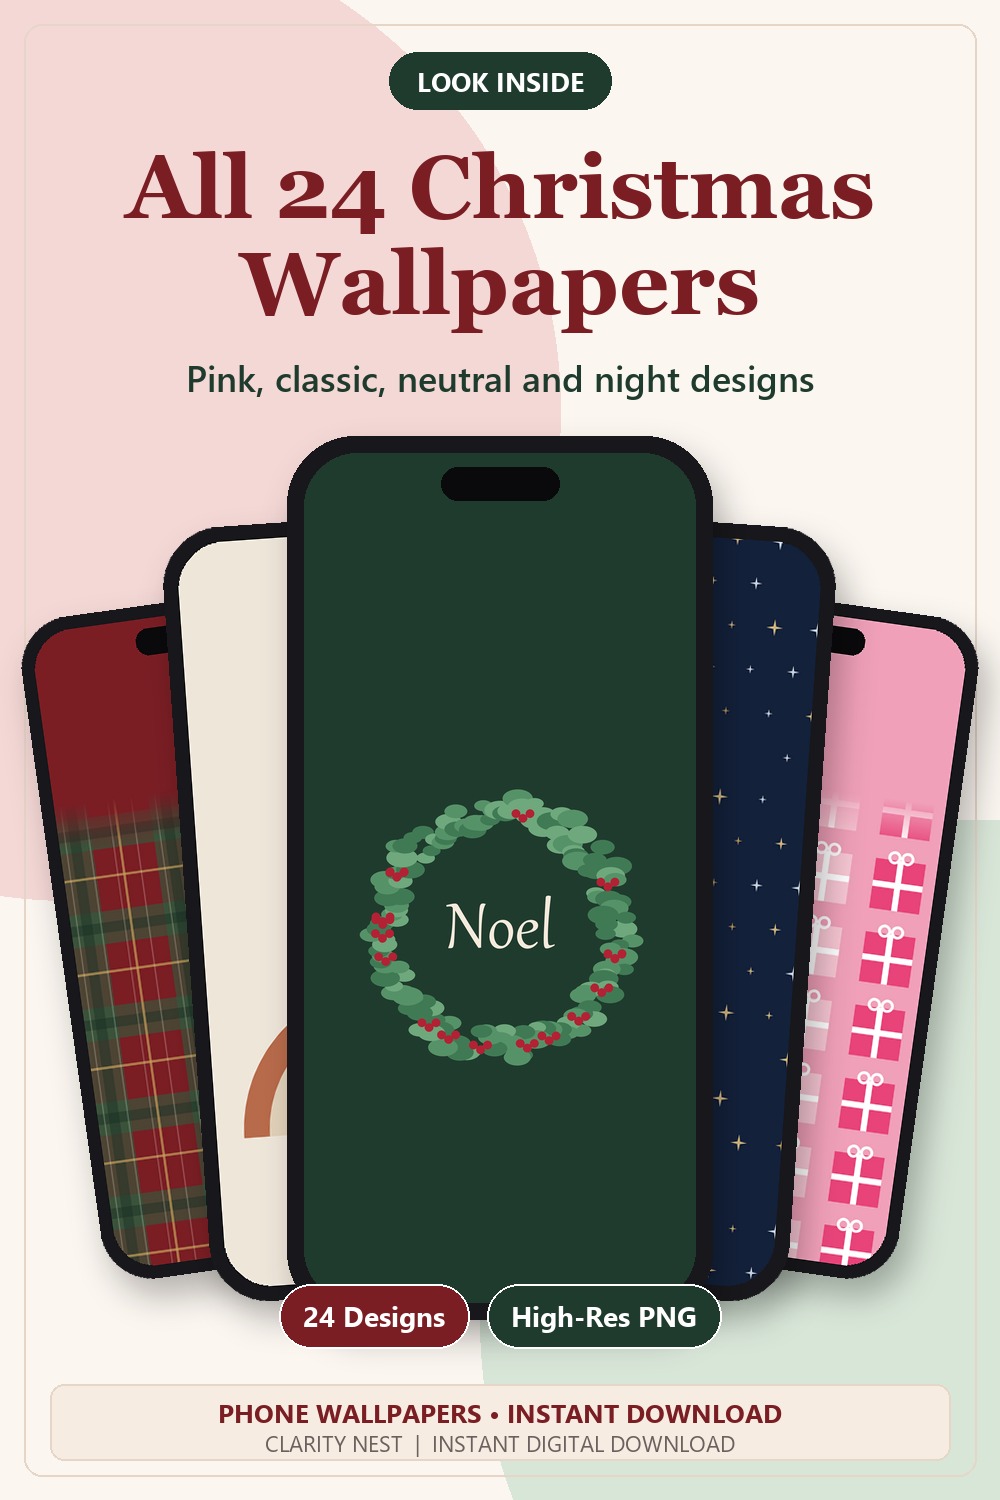 LOOK INSIDE
All 24 Christmas
Wallpapers
Pink, classic, neutral and night designs
Noel
24 Designs
High-Res PNG
PHONE WALLPAPERS • INSTANT DOWNLOAD
CLARITY NEST | INSTANT DIGITAL DOWNLOAD